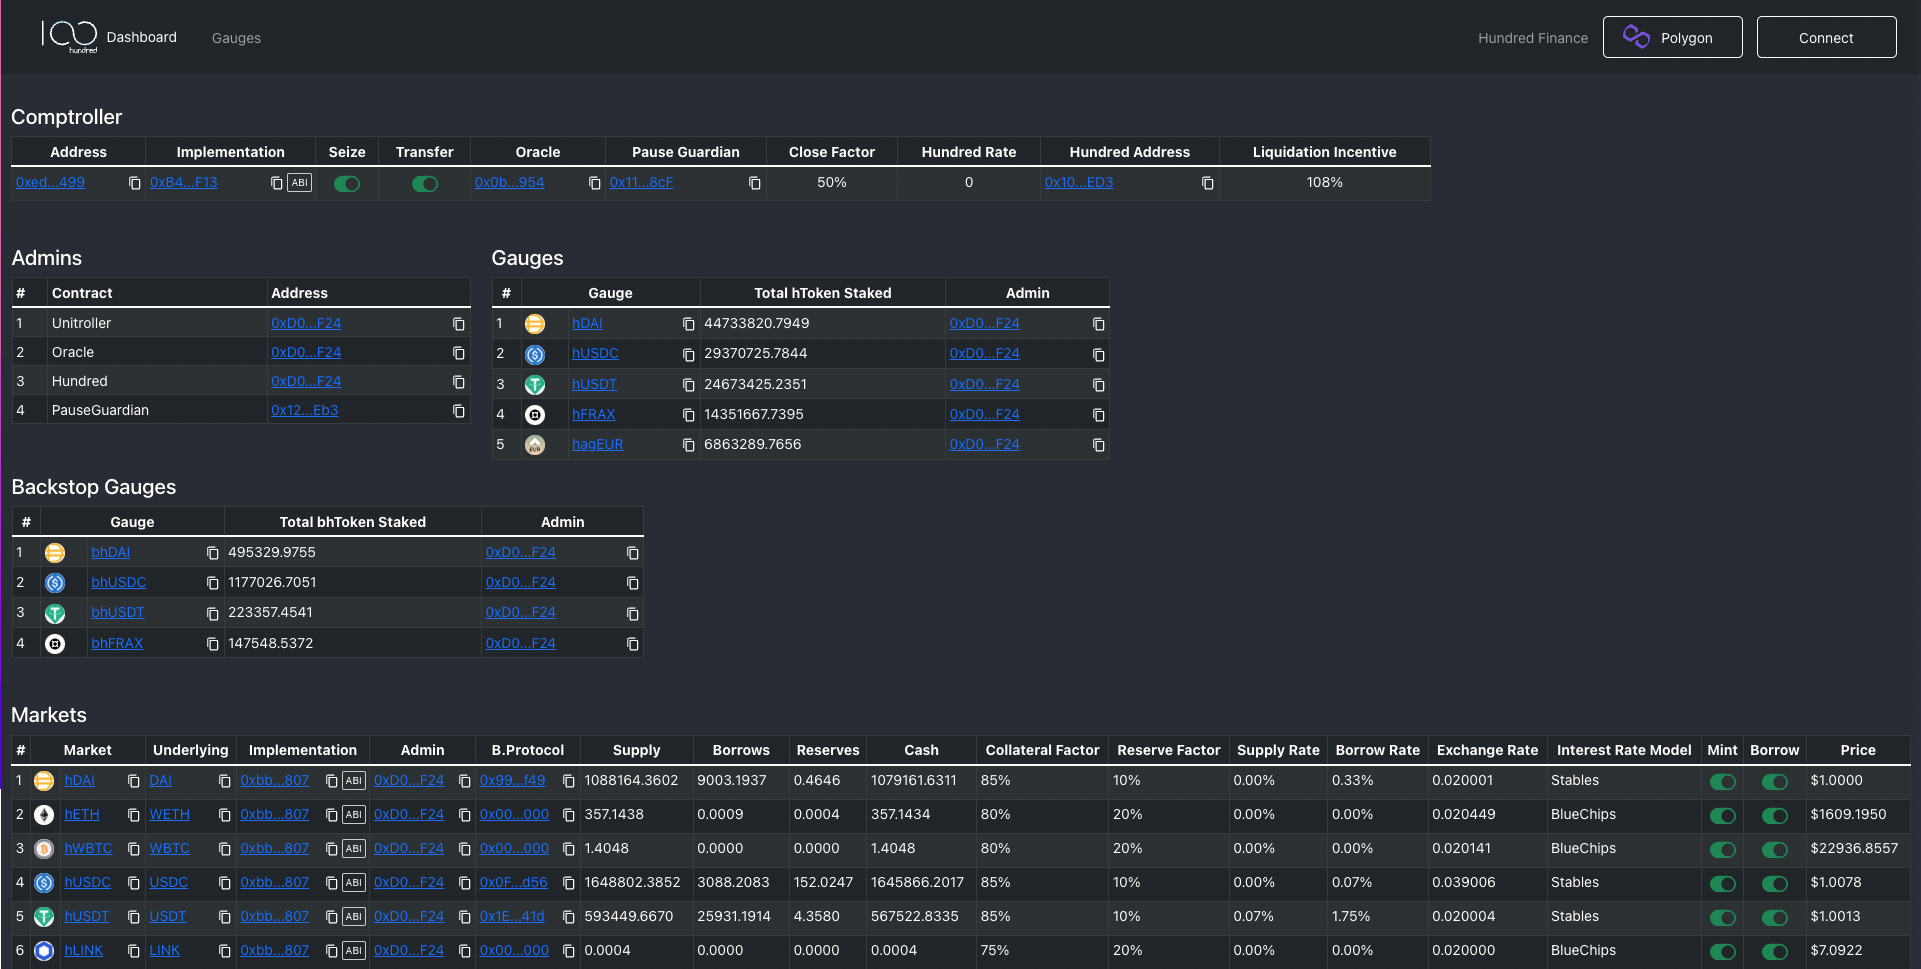 hundred Dashboard Gauges Hundred Finance Polygon Connect
Comptroller
Address Implementation Seize Transfer Oracle Pause Guardian Close Factor Hundred Rate Hundred Address Liquidation Incentive
0xed...499 0xB4...F13 ABI 0x0b...954 0x11...8cF 50% 0 0x10...ED3 108%
Admins
# Contract Address
1 Unitroller 0xD0...F24
2 Oracle 0xD0...F24
3 Hundred 0xD0...F24
4 PauseGuardian 0x12...Eb3
Gauges
# Gauge Total hToken Staked Admin
1 hDAI 44733820.7949 0xD0...F24
2 hUSDC 29370725.7844 0xD0...F24
3 hUSDT 24673425.2351 0xD0...F24
4 hFRAX 14351667.7395 0xD0...F24
5 hagEUR 6863289.7656 0xD0...F24
Backstop Gauges
# Gauge Total bhToken Staked Admin
1 bhDAI 495329.9755 0xD0...F24
2 bhUSDC 1177026.7051 0xD0...F24
3 bhUSDT 223357.4541 0xD0...F24
4 bhFRAX 147548.5372 0xD0...F24
Markets
# Market Underlying Implementation Admin B.Protocol Supply Borrows Reserves Cash Collateral Factor Reserve Factor Supply Rate Borrow Rate Exchange Rate Interest Rate Model Mint Borrow Price
1 hDAI DAI 0xbb...807 ABI 0xD0...F24 0x99...f49 1088164.3602 9003.1937 0.4646 1079161.6311 85% 10% 0.00% 0.33% 0.020001 Stables $1.0000
2 hETH WETH 0xbb...807 ABI 0xD0...F24 0x00...000 357.1438 0.0009 0.0004 357.1434 80% 20% 0.00% 0.00% 0.020449 BlueChips $1609.1950
3 hWBTC WBTC 0xbb...807 ABI 0xD0...F24 0x00...000 1.4048 0.0000 0.0000 1.4048 80% 20% 0.00% 0.00% 0.020141 BlueChips $22936.8557
4 hUSDC USDC 0xbb...807 ABI 0xD0...F24 0x0F...d56 1648802.3852 3088.2083 152.0247 1645866.2017 85% 10% 0.00% 0.07% 0.039006 Stables $1.0078
5 hUSDT USDT 0xbb...807 ABI 0xD0...F24 0x1E...41d 593449.6670 25931.1914 4.3580 567522.8335 85% 10% 0.07% 1.75% 0.020004 Stables $1.0013
6 hLINK LINK 0xbb...807 ABI 0xD0...F24 0x00...000 0.0004 0.0000 0.0000 0.0004 75% 20% 0.00% 0.00% 0.020000 BlueChips $7.0922